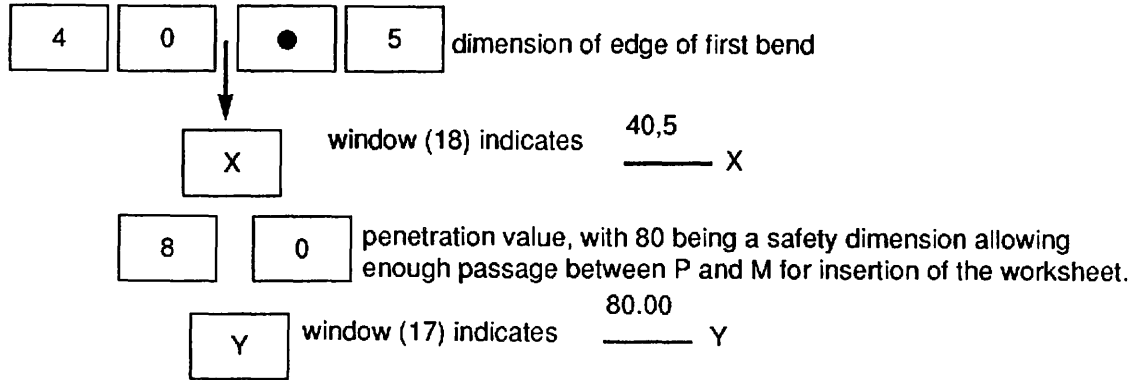 4 0 ● 5 dimension of edge of first bend
window (18) indicates 40,5 X
X
8 0 penetration value, with 80 being a safety dimension allowing
enough passage between P and M for insertion of the worksheet.
Y window (17) indicates 80.00 Y